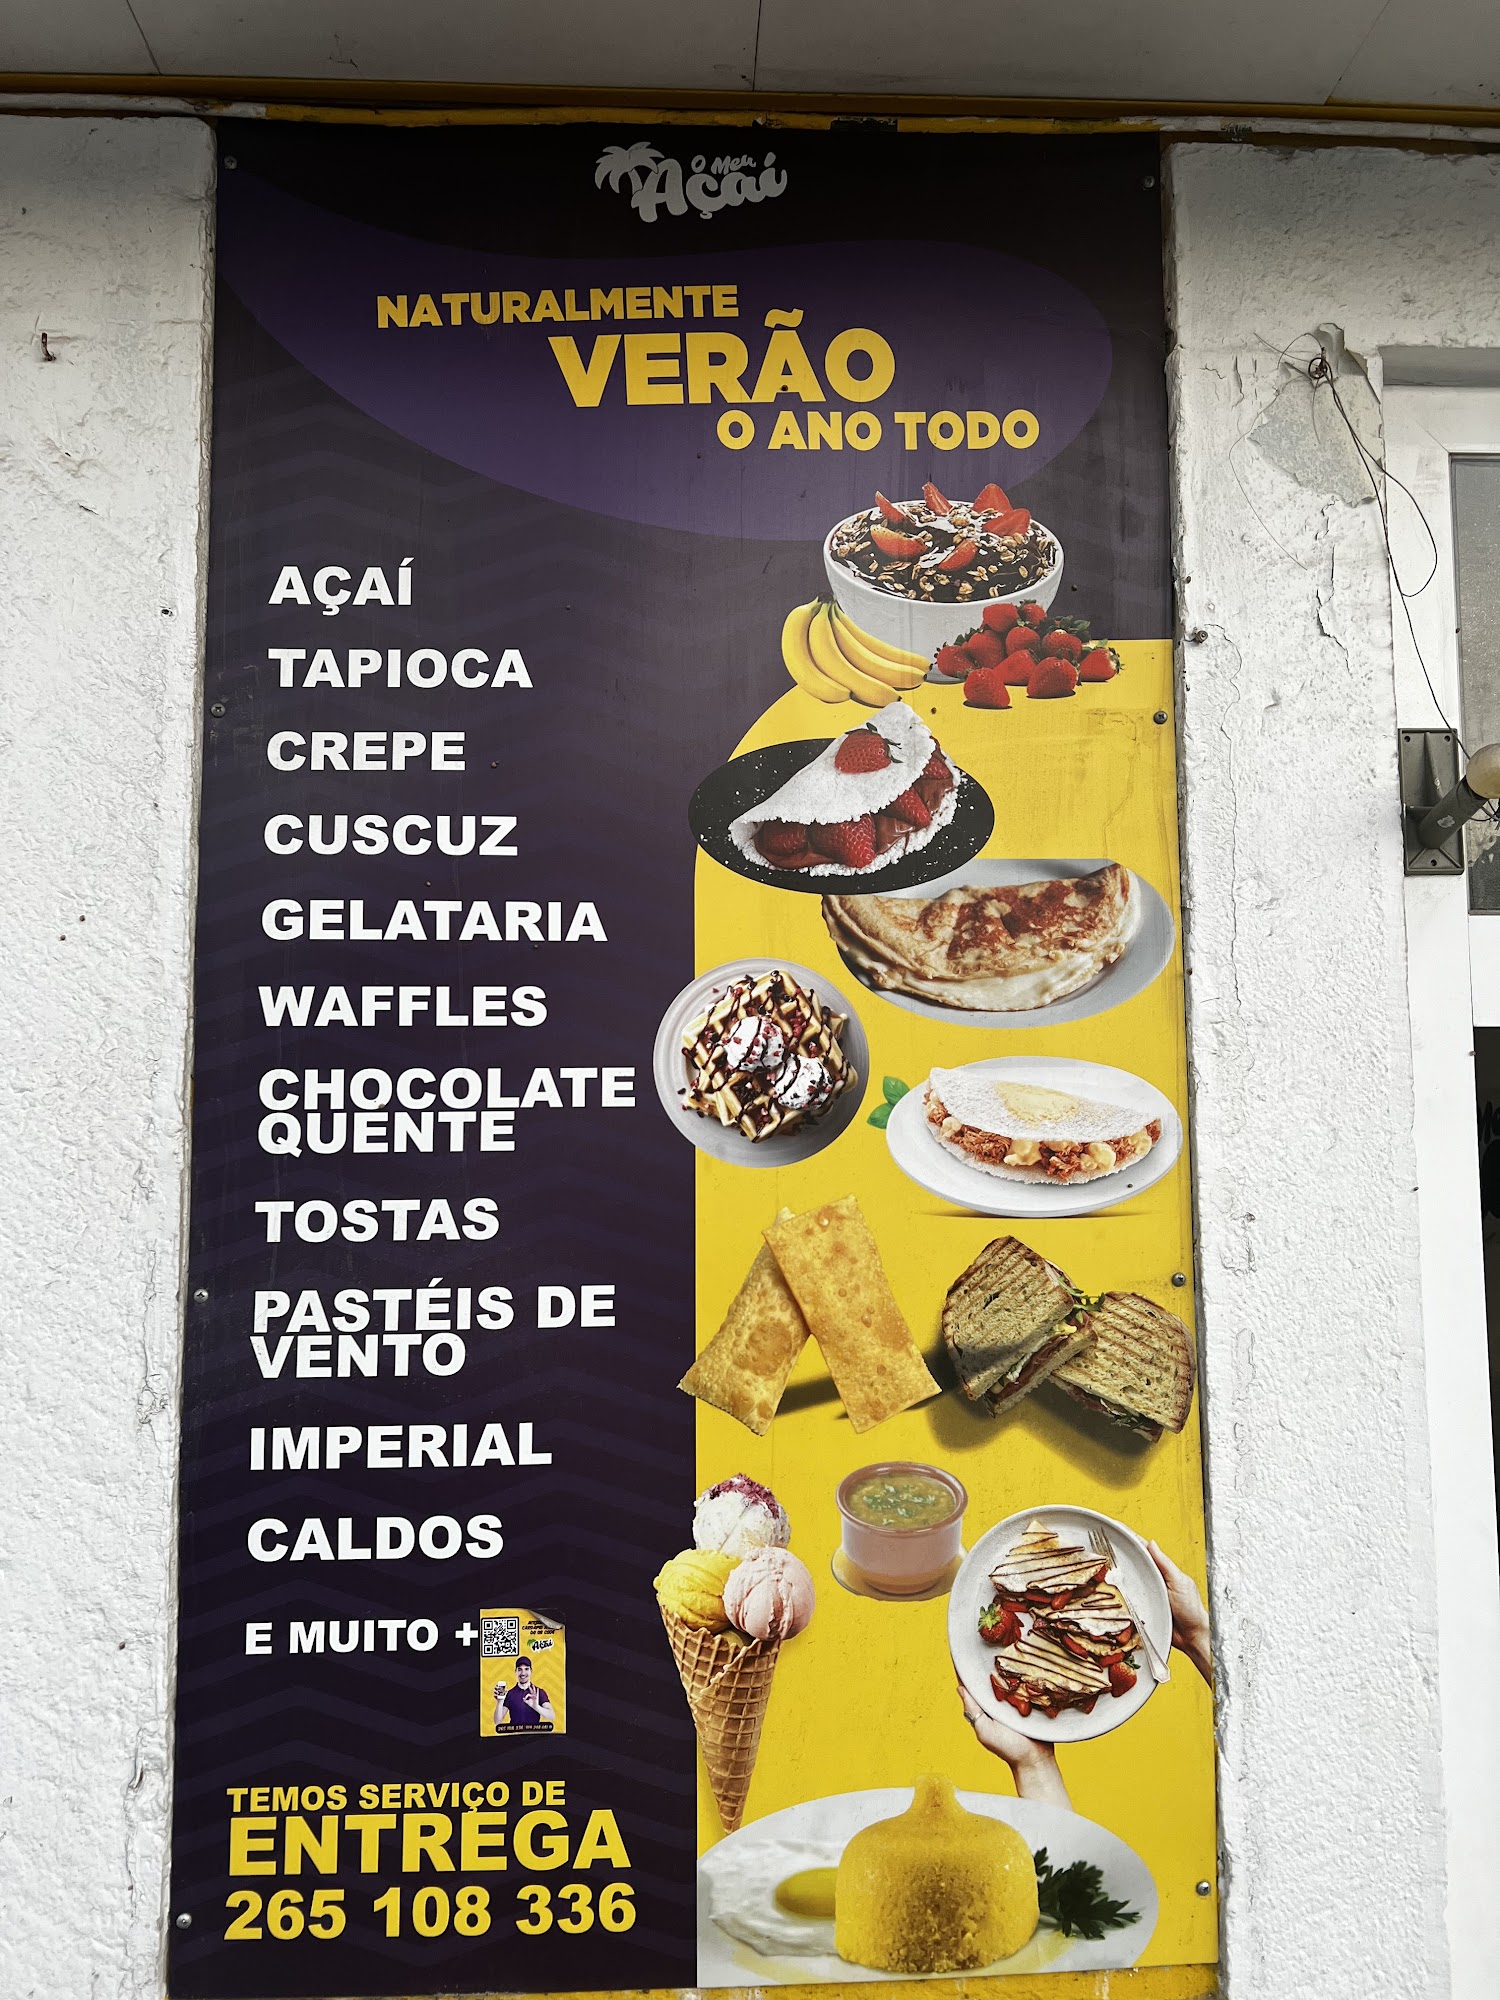 O Meu
Açaí
NATURALMENTE
VERÃO
O ANO TODO
AÇAÍ
TAPIOCA
CREPE
CUSCUZ
GELATARIA
WAFFLES
CHOCOLATE
QUENTE
TOSTAS
PASTÉIS DE
VENTO
IMPERIAL
CALDOS
E MUITO +
Açaí
TEMOS SERVIÇO DE
ENTREGA
265 108 336